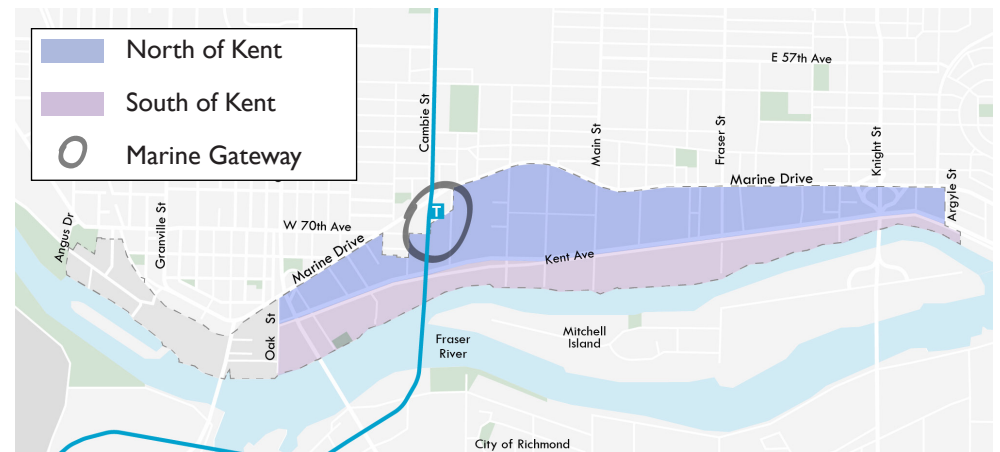 North of Kent
South of Kent
Marine Gateway
E 57th Ave
Cambie St
Main St
Fraser St
Knight St
Argyle St
Marine Drive
Angus Dr
Granville St
W 70th Ave
T
Marine Drive
Kent Ave
Oak St
Fraser
River
Mitchell
Island
City of Richmond